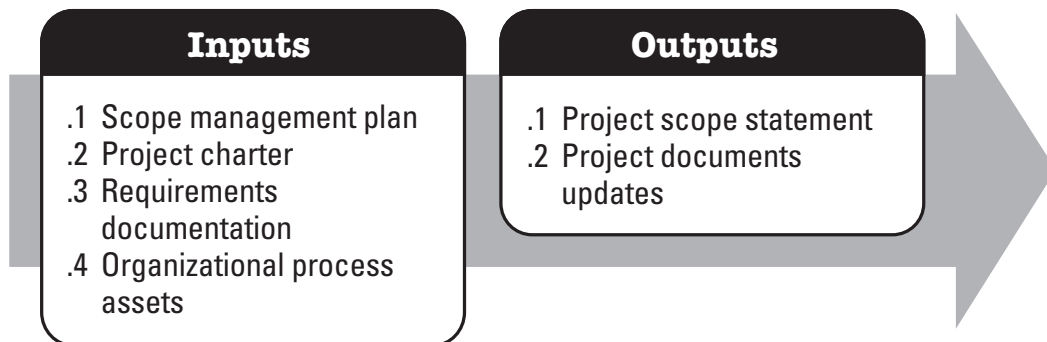 Inputs
.1 Scope management plan
.2 Project charter
.3 Requirements
documentation
.4 Organizational process
assets
Outputs
.1 Project scope statement
.2 Project documents
updates